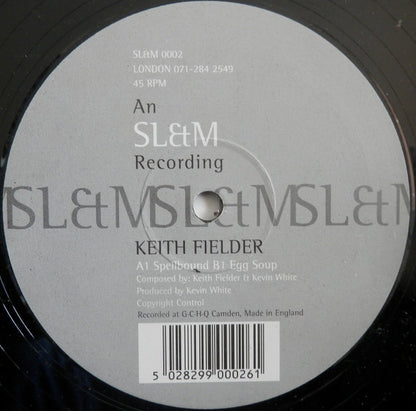 SL&M 0002
LONDON 071-284 2549
45 RPM
An
SL&M
Recording
SL&MSL&MSL&M
KEITH FIELDER
A1 Spellbound B1 Egg Soup
Composed by: Keith Fielder & Kevin White
Produced by Kevin White
Copyright Control
Recorded at G·C·H·Q Camden, Made in England
5 028299 000261